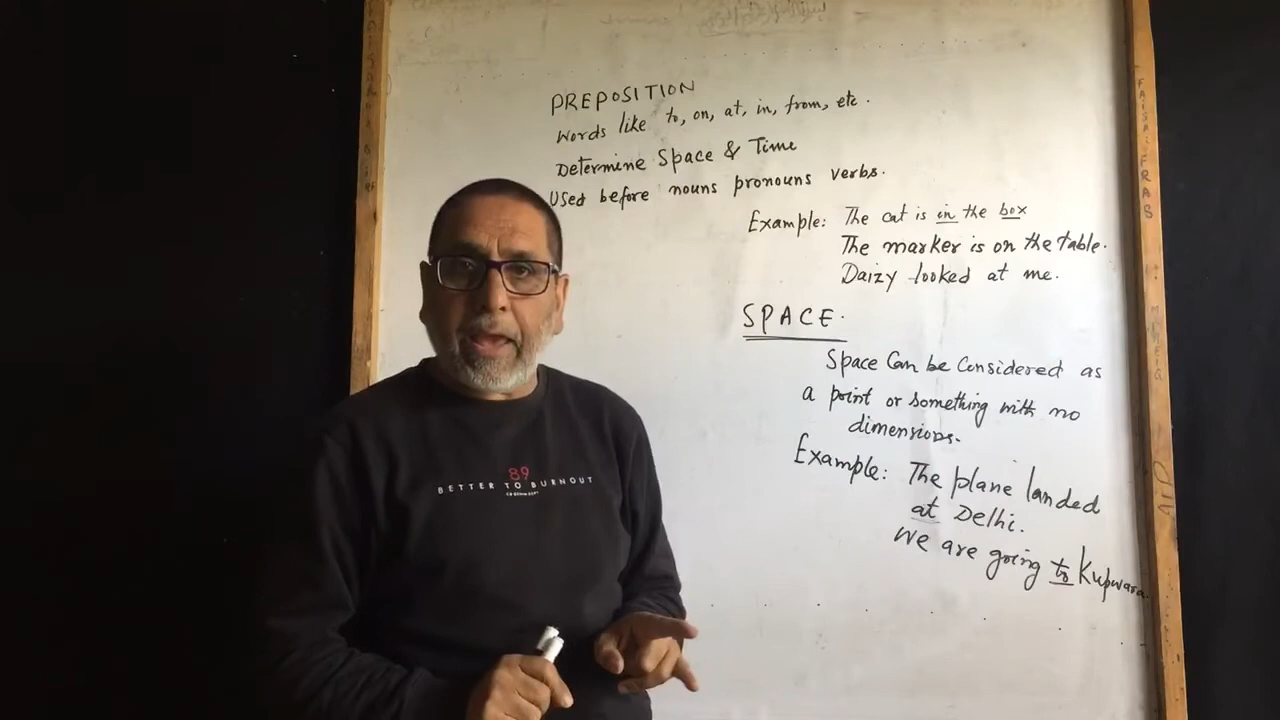 PREPOSITION
Words like to, on, at, in, from, etc.
Determine Space & Time
Used before nouns pronouns verbs.
Example: The cat is in the box
The marker is on the table.
Daizy looked at me.
SPACE.
Space Can be Considered as
a point or something with no
dimensions.
Example: The plane landed
at Delhi.
We are going to Kupwara.
89
BETTER TO BURNOUT